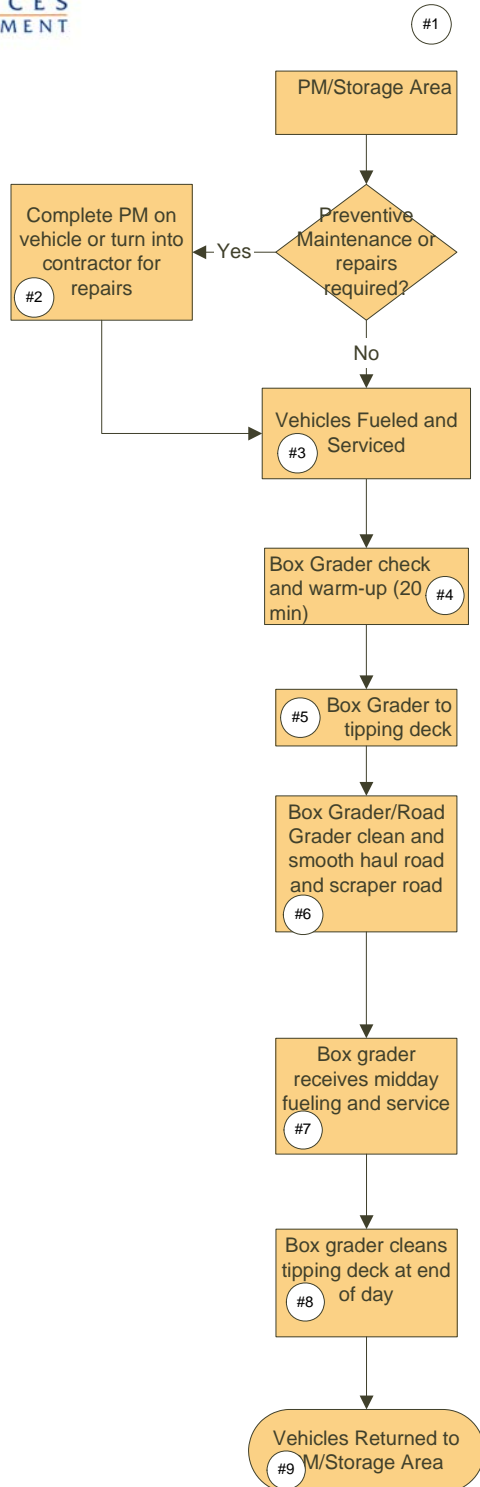 MENT
#1
PM/Storage Area
Preventive
Maintenance or
repairs
required?
Yes
Complete PM on
vehicle or turn into
contractor for
repairs
#2
No
Vehicles Fueled and
Serviced
#3
Box Grader check
and warm-up (20
min)
#4
#5
Box Grader to
tipping deck
Box Grader/Road
Grader clean and
smooth haul road
and scraper road
#6
Box grader
receives midday
fueling and service
#7
Box grader cleans
tipping deck at end
of day
#8
Vehicles Returned to
M/Storage Area
#9